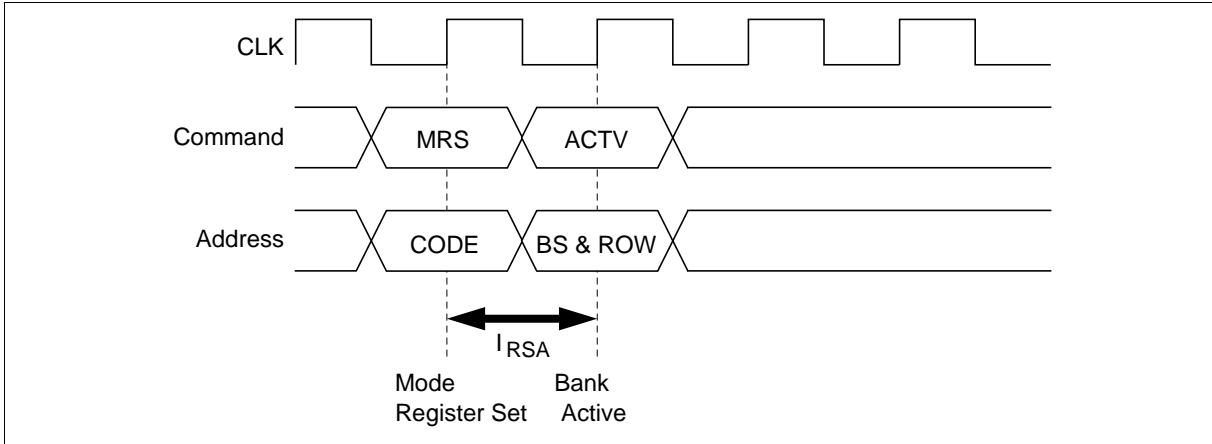 CLK
Command MRS ACTV
Address CODE BS & ROW
I RSA
Mode Bank
Register Set Active